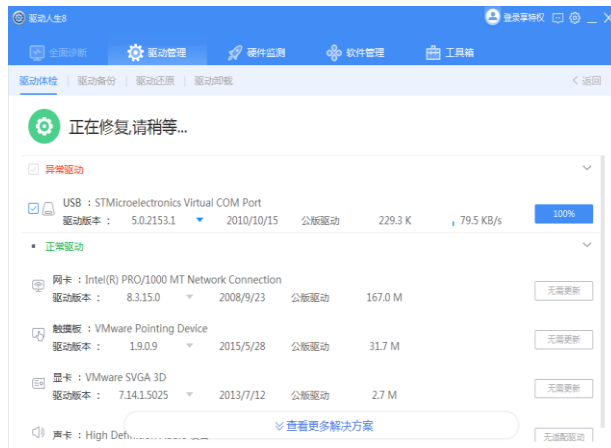 驱动人生8 登录享特权
全面诊断 驱动管理 硬件监测 软件管理 工具箱
驱动体检 驱动备份 驱动还原 驱动卸载 返回
正在修复,请稍等...
异常驱动
USB ：STMicroelectronics Virtual COM Port
驱动版本 ： 5.0.2153.1 2010/10/15 公版驱动 229.3 K 79.5 KB/s 100%
正常驱动
网卡 ：Intel(R) PRO/1000 MT Network Connection
驱动版本 ： 8.3.15.0 2008/9/23 公版驱动 167.0 M 无需更新
触摸板 ：VMware Pointing Device
驱动版本 ： 1.9.0.9 2015/5/28 公版驱动 31.7 M 无需更新
显卡 ：VMware SVGA 3D
驱动版本 ： 7.14.1.5025 2013/7/12 公版驱动 2.7 M 无需更新
查看更多解决方案
声卡 ：High 无适配驱动